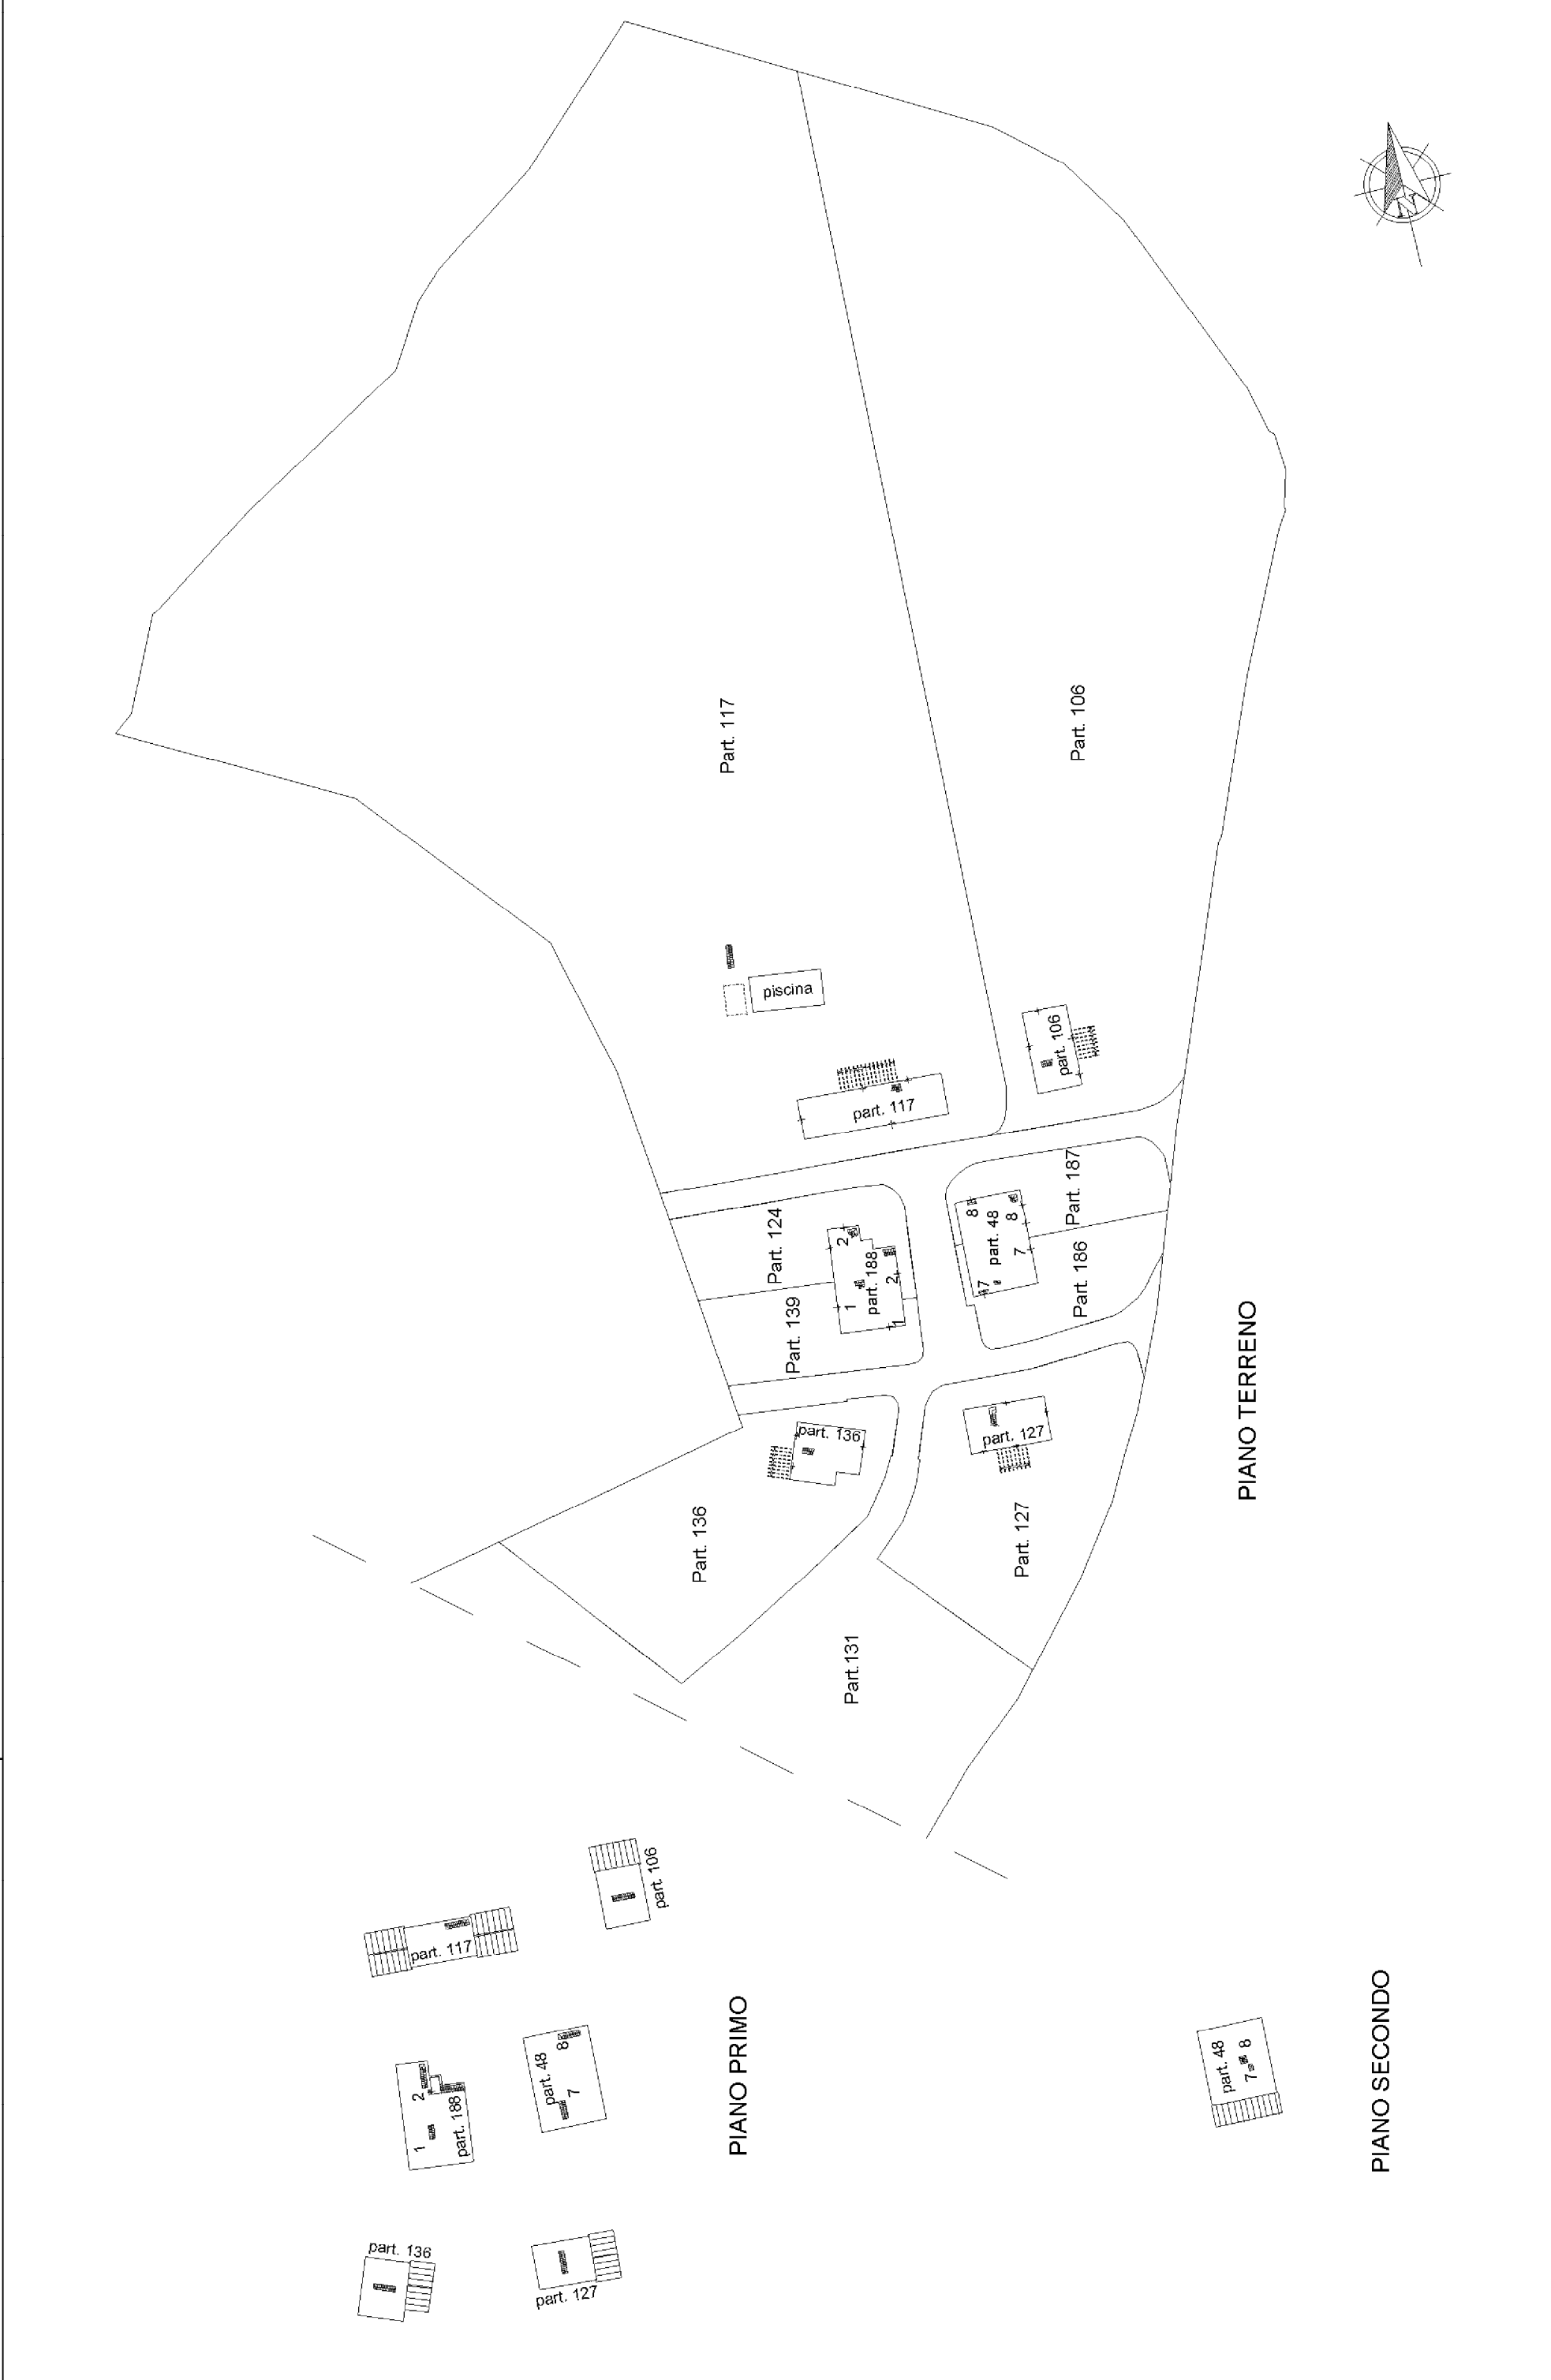 Part. 117
Part. 106
piscina
part. 106
part. 117
Part. 187
Part. 124
8
part. 48
8
2
7
Part. 186
part. 188
2
7
1
Part. 139
1
part. 136
part. 127
PIANO TERRENO
Part. 136
Part. 127
Part.131
part. 106
part. 117
PIANO PRIMO
part. 48
8
7
2
1
part. 188
part. 136
part. 127
part. 48
7
8
PIANO SECONDO
N